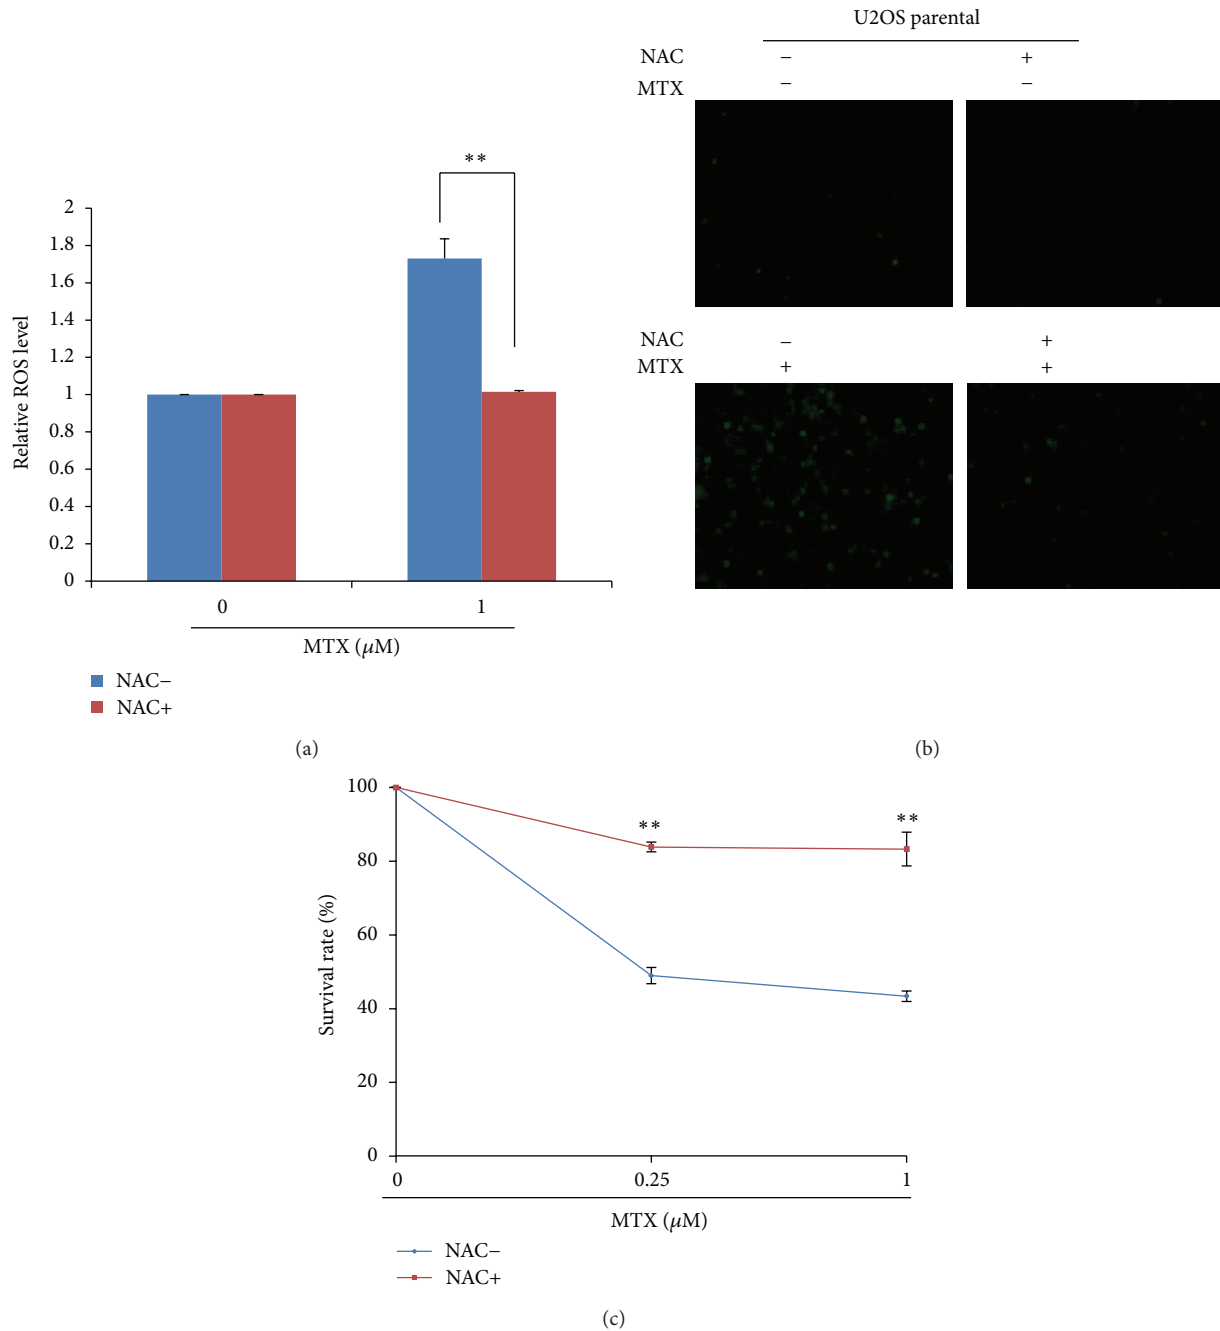 **
2
1.8
1.6
1.4
1.2
1
0.8
0.6
0.4
0.2
0
Relative ROS level
0 1
MTX (μM)
NAC−
NAC+
(a)
U2OS parental
NAC − +
MTX − −
NAC − +
MTX + +
(b)
100
80
60
40
20
0
Survival rate (%)
** **
0 0.25 1
MTX (μM)
NAC−
NAC+
(c)